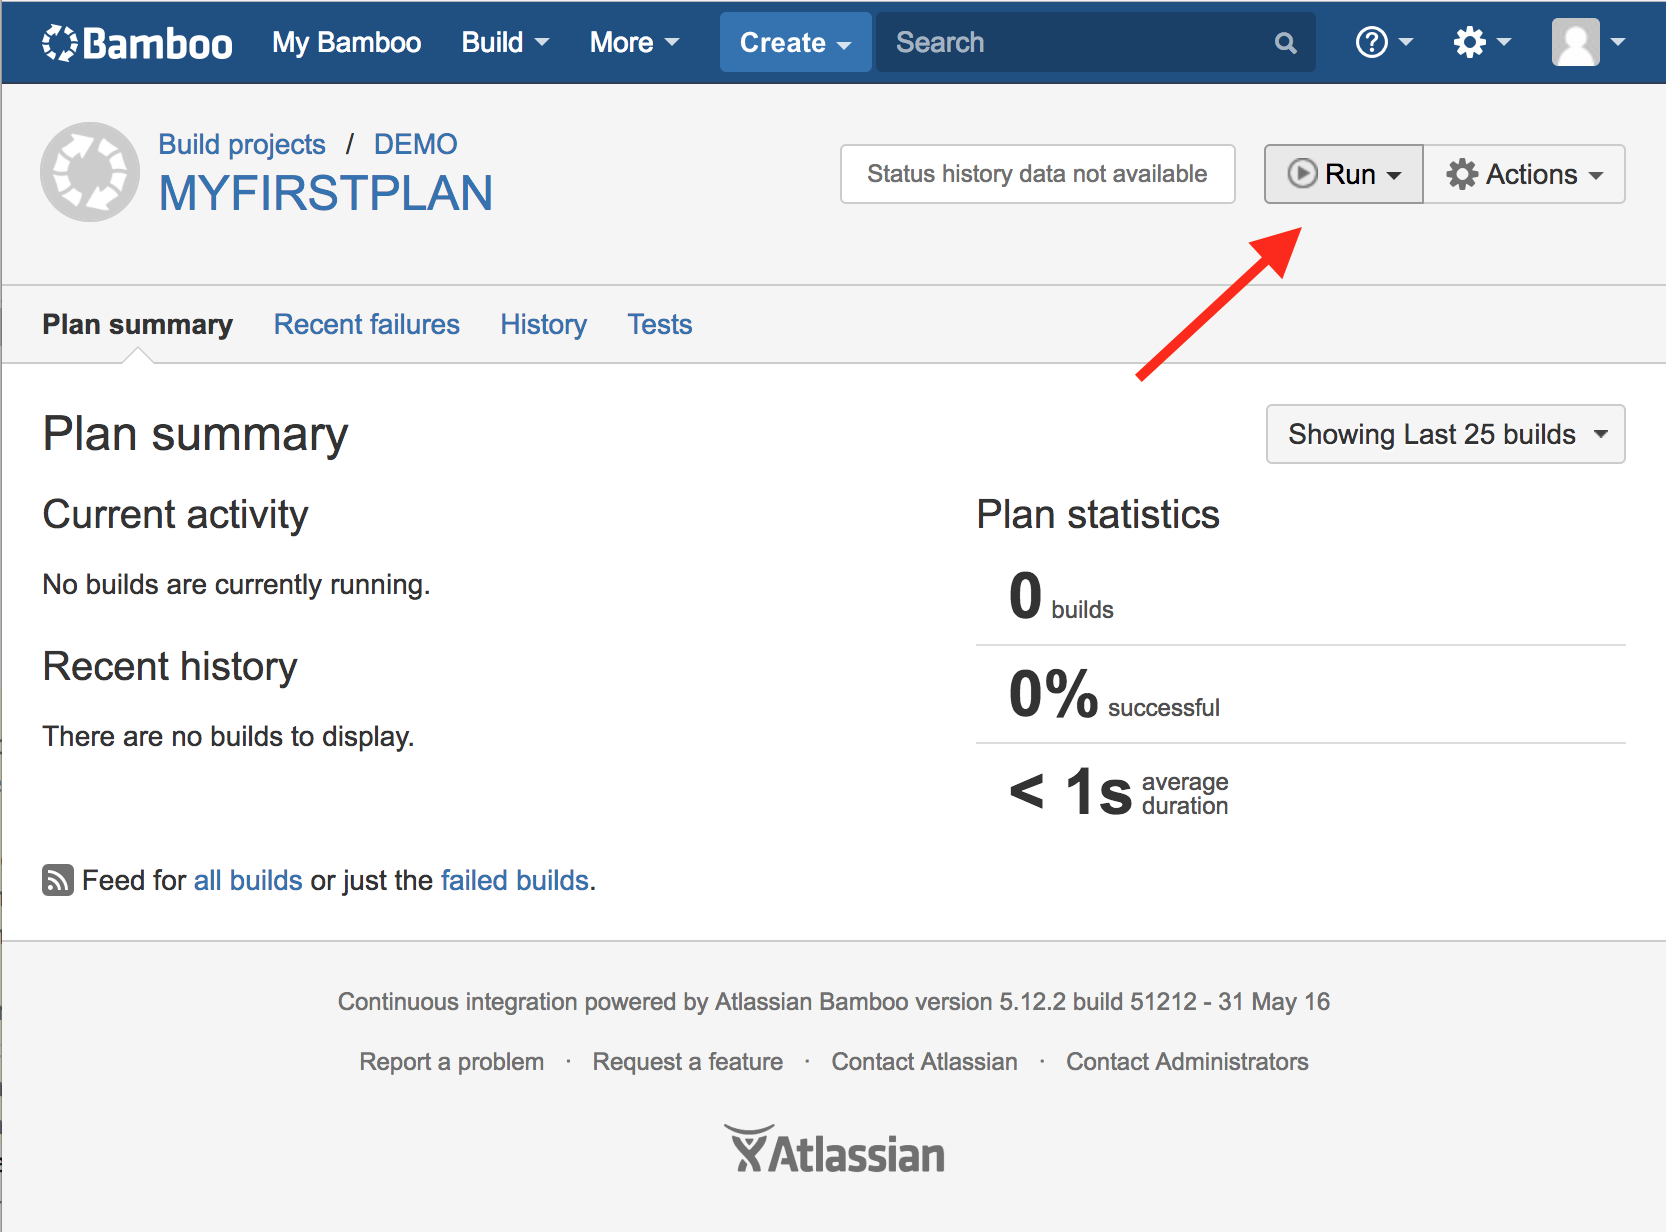 Bamboo My Bamboo Build More Create Search
Build projects / DEMO
MYFIRSTPLAN
Status history data not available
Run
Actions
Plan summary Recent failures History Tests
Plan summary
Showing Last 25 builds
Current activity
No builds are currently running.
Recent history
There are no builds to display.
Plan statistics
0 builds
0% successful
< 1s average
duration
Feed for all builds or just the failed builds.
Continuous integration powered by Atlassian Bamboo version 5.12.2 build 51212 - 31 May 16
Report a problem · Request a feature · Contact Atlassian · Contact Administrators
Atlassian